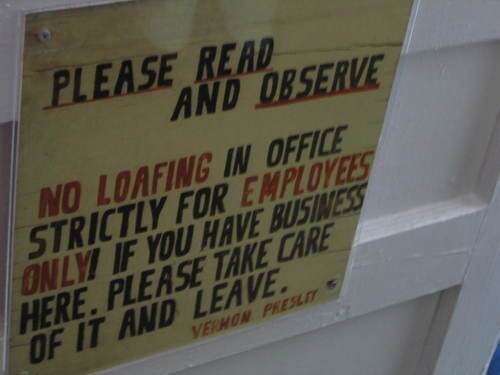 PLEASE READ
AND OBSERVE
NO LOAFING IN OFFICE
STRICTLY FOR EMPLOYEES
ONLY! IF YOU HAVE BUSINESS
HERE. PLEASE TAKE CARE
OF IT AND LEAVE.
VERNON PRESLEY